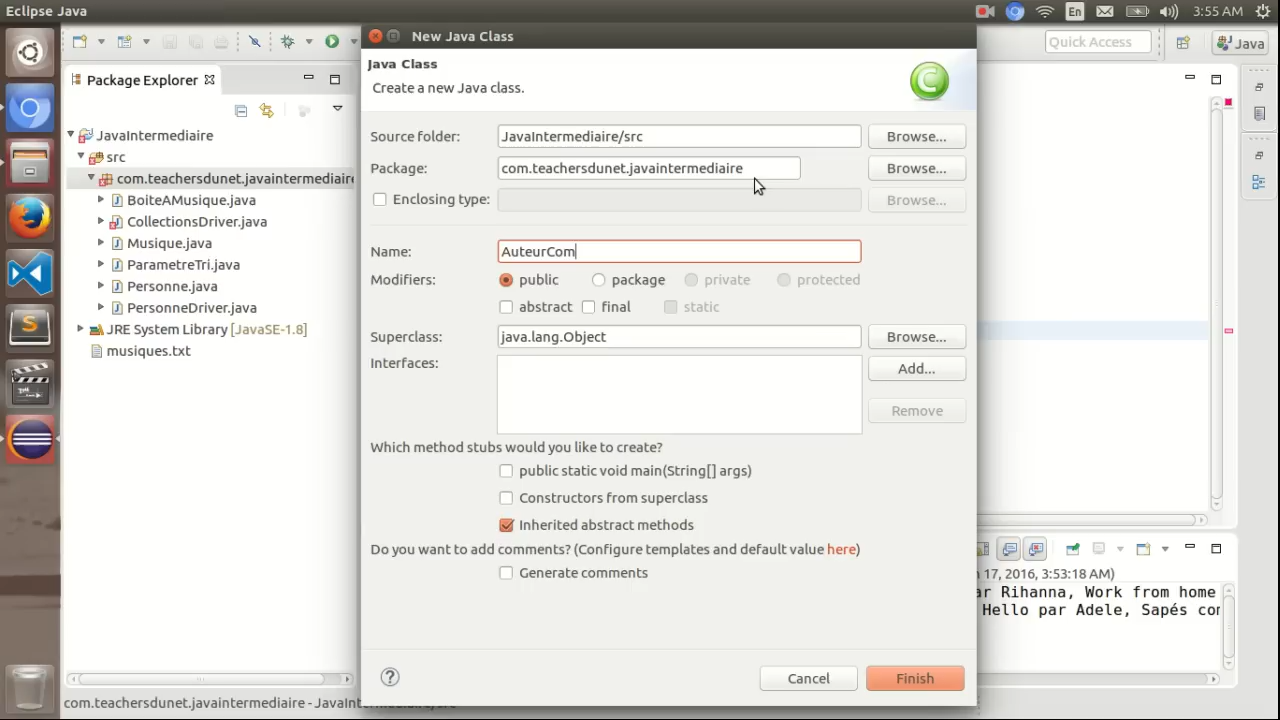 Eclipse Java
En
3:55 AM
New Java Class
Quick Access
Java
Package Explorer
JavaIntermediaire
src
com.teachersdunet.javaintermediaire
BoiteAMusique.java
CollectionsDriver.java
Musique.java
ParametreTri.java
Personne.java
PersonneDriver.java
JRE System Library [JavaSE-1.8]
musiques.txt
Java Class
Create a new Java class.
C
Source folder:
JavaIntermediaire/src
Browse...
Package:
com.teachersdunet.javaintermediaire
Browse...
Enclosing type:
Browse...
Name:
AuteurCom
Modifiers:
public
package
private
protected
abstract
final
static
Superclass:
java.lang.Object
Browse...
Interfaces:
Add...
Remove
Which method stubs would you like to create?
public static void main(String[] args)
Constructors from superclass
Inherited abstract methods
Do you want to add comments? (Configure templates and default value here)
Generate comments
17, 2016, 3:53:18 AM)
ar Rihanna, Work from home
Hello par Adele, Sapés co
?
Cancel
Finish
com.teachersdunet.javaintermediaire - JavaIntermediaire/src